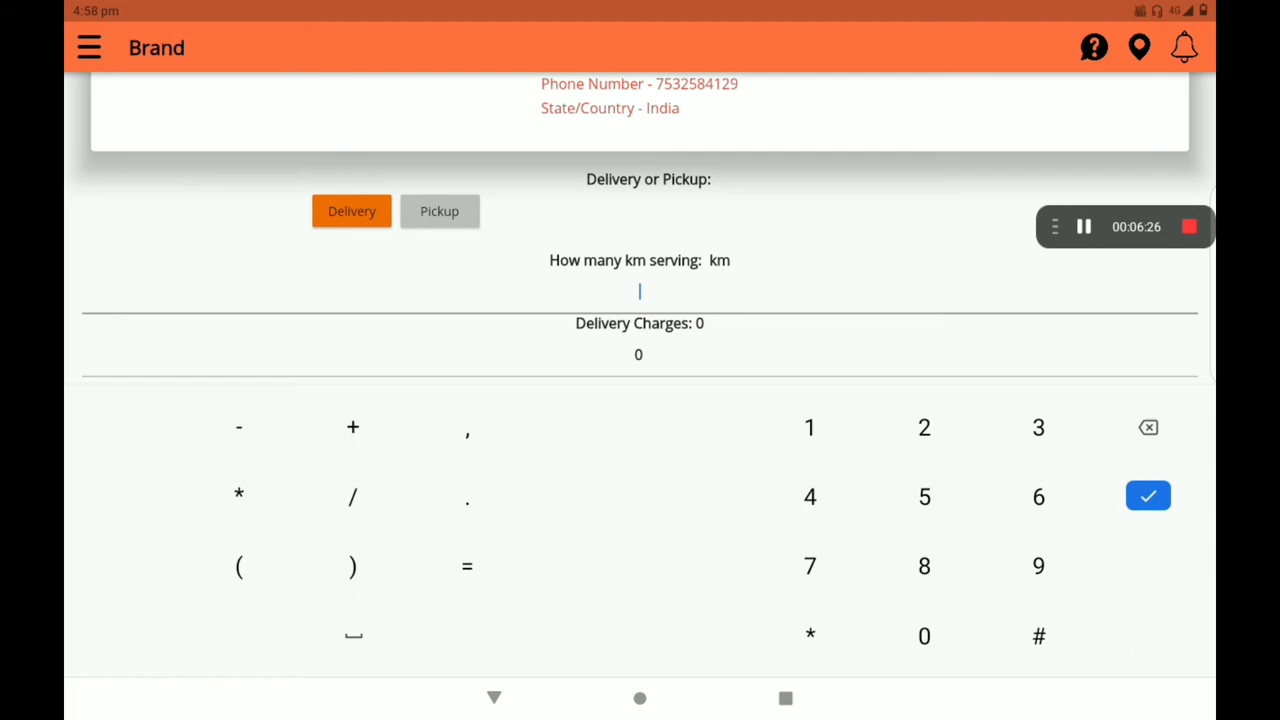 4:58 pm
4G
Brand
Phone Number - 7532584129
State/Country - India
Delivery or Pickup:
Delivery Pickup
00:06:26
How many km serving: km
Delivery Charges: 0
0
- + , 1 2 3
* / . 4 5 6
( ) = 7 8 9
* 0 #